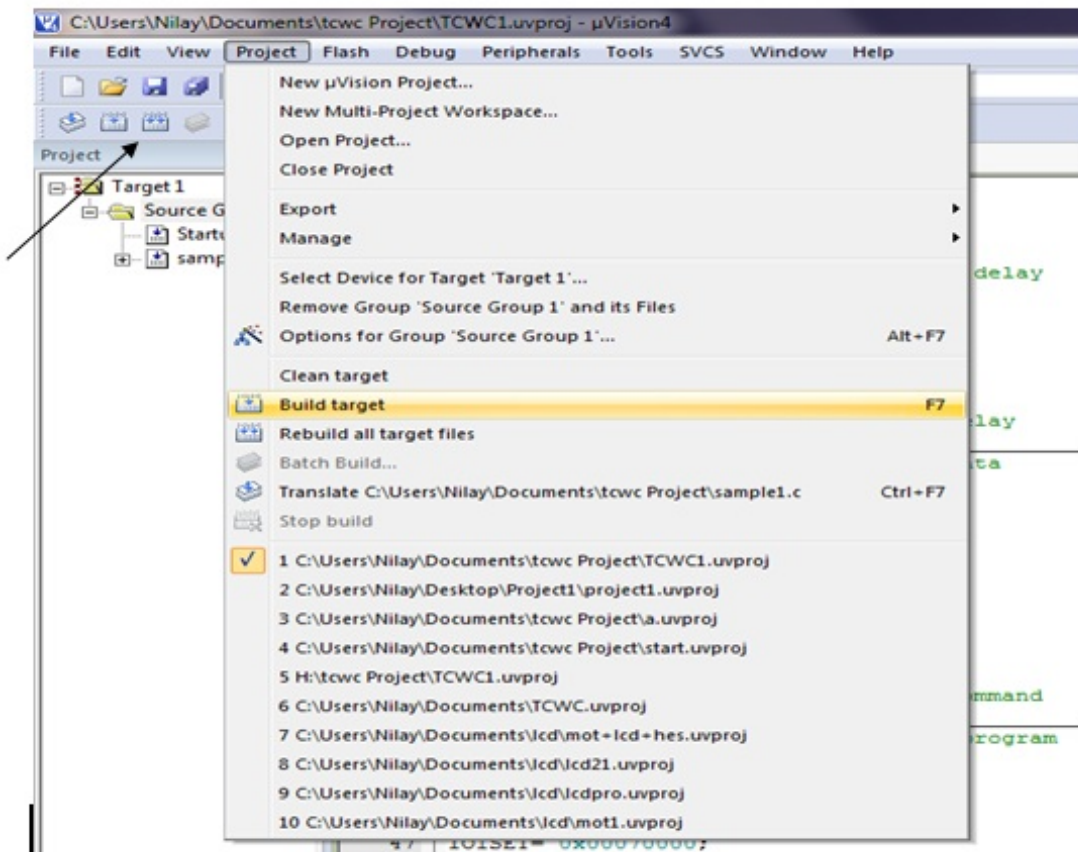 C:\Users\Nilay\Documents\tcwc Project\TCWC1.uvproj - µVision4
File Edit View Project Flash Debug Peripherals Tools SVCS Window Help
New µVision Project...
New Multi-Project Workspace...
Open Project...
Close Project
Project
Target 1
Source G
Startu
samp
Export
Manage
Select Device for Target 'Target 1'...
Remove Group 'Source Group 1' and its Files
Options for Group 'Source Group 1'... Alt+F7
Clean target
Build target F7
Rebuild all target files
Batch Build...
Translate C:\Users\Nilay\Documents\tcwc Project\sample1.c Ctrl+F7
Stop build
1 C:\Users\Nilay\Documents\tcwc Project\TCWC1.uvproj
2 C:\Users\Nilay\Desktop\Project1\project1.uvproj
3 C:\Users\Nilay\Documents\tcwc Project\a.uvproj
4 C:\Users\Nilay\Documents\tcwc Project\start.uvproj
5 H:\tcwc Project\TCWC1.uvproj
6 C:\Users\Nilay\Documents\TCWC.uvproj
7 C:\Users\Nilay\Documents\lcd\mot+lcd+hes.uvproj
8 C:\Users\Nilay\Documents\lcd\lcd21.uvproj
9 C:\Users\Nilay\Documents\lcd\lcdpro.uvproj
10 C:\Users\Nilay\Documents\lcd\mot1.uvproj
delay
lay
ta
mmand
rogram